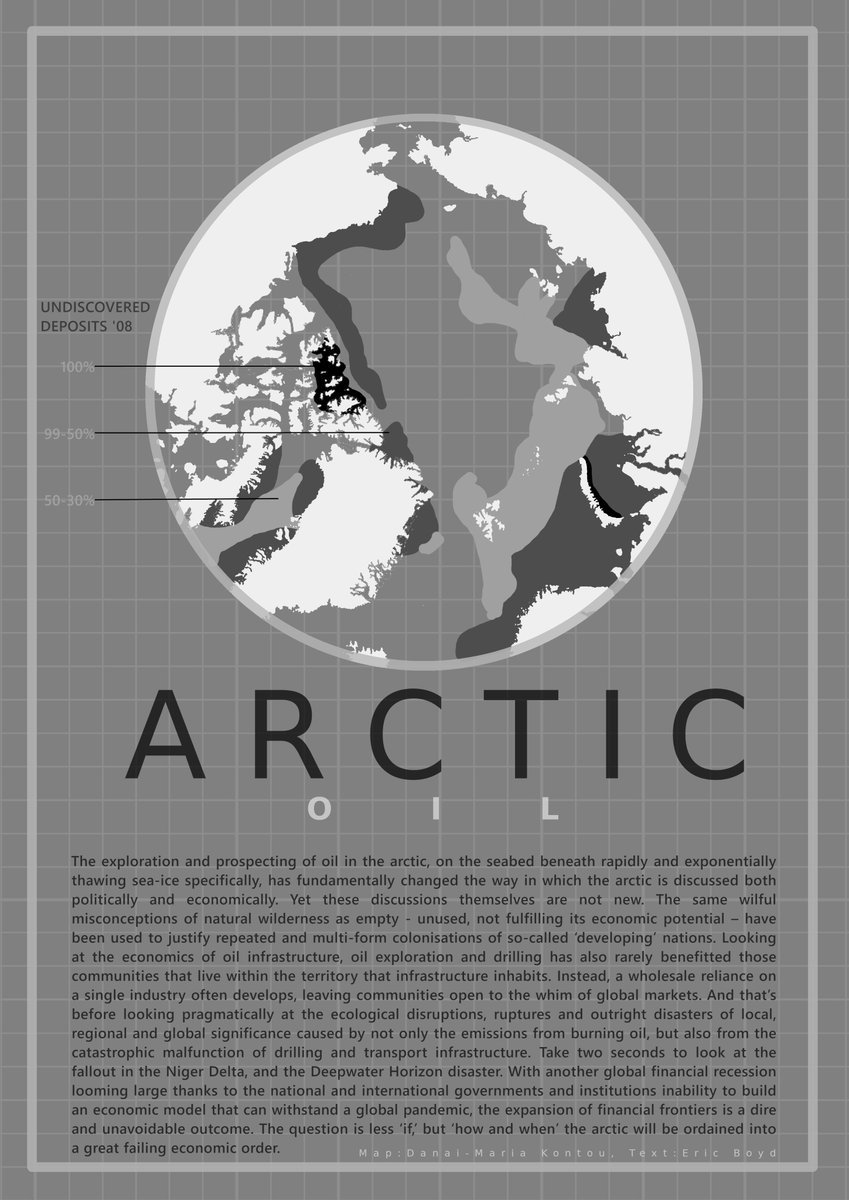 UNDISCOVERED
DEPOSITS '08
100%
99-50%
50-30%
ARCTIC
OIL
The exploration and prospecting of oil in the arctic, on the seabed beneath rapidly and exponentially
thawing sea-ice specifically, has fundamentally changed the way in which the arctic is discussed both
politically and economically. Yet these discussions themselves are not new. The same wilful
misconceptions of natural wilderness as empty - unused, not fulfilling its economic potential – have
been used to justify repeated and multi-form colonisations of so-called ‘developing’ nations. Looking
at the economics of oil infrastructure, oil exploration and drilling has also rarely benefitted those
communities that live within the territory that infrastructure inhabits. Instead, a wholesale reliance on
a single industry often develops, leaving communities open to the whim of global markets. And that’s
before looking pragmatically at the ecological disruptions, ruptures and outright disasters of local,
regional and global significance caused by not only the emissions from burning oil, but also from the
catastrophic malfunction of drilling and transport infrastructure. Take two seconds to look at the
fallout in the Niger Delta, and the Deepwater Horizon disaster. With another global financial recession
looming large thanks to the national and international governments and institutions inability to build
an economic model that can withstand a global pandemic, the expansion of financial frontiers is a dire
and unavoidable outcome. The question is less ‘if,’ but ‘how and when’ the arctic will be ordained into
a great failing economic order.
Map:Danai-Maria Kontou, Text:Eric Boyd